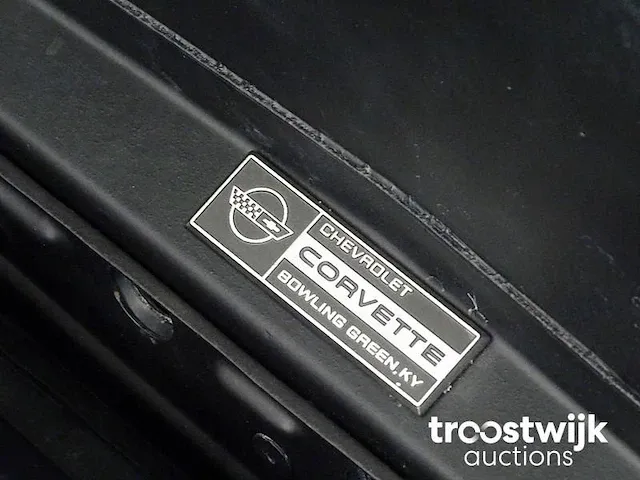 CHEVROLET
CORVETTE
BOWLING GREEN, KY
troostwijk
auctions